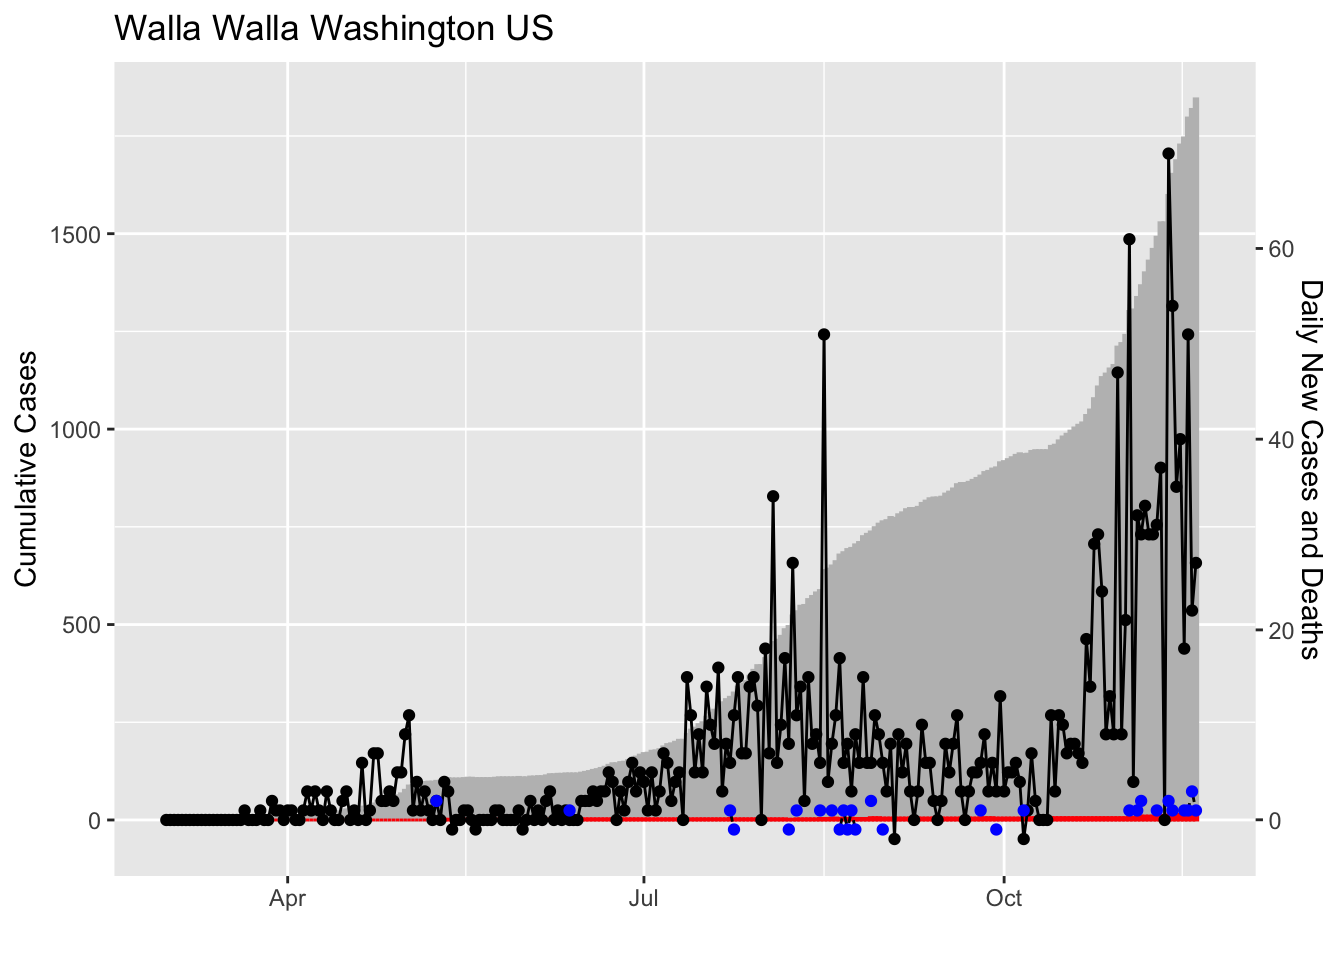 Walla Walla Washington US
Cumulative Cases
1500
1000
500
0
60
40
20
0
Daily New Cases and Deaths
Apr
Jul
Oct